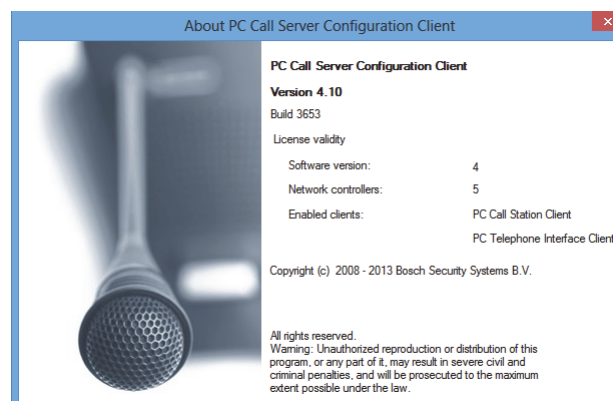 About PC Call Server Configuration Client
PC Call Server Configuration Client
Version 4.10
Build 3653
License validity
Software version: 4
Network controllers: 5
Enabled clients: PC Call Station Client
PC Telephone Interface Client
Copyright (c) 2008 - 2013 Bosch Security Systems B.V.
All rights reserved.
Warning: Unauthorized reproduction or distribution of this
program, or any part of it, may result in severe civil and
criminal penalties, and will be prosecuted to the maximum
extent possible under the law.